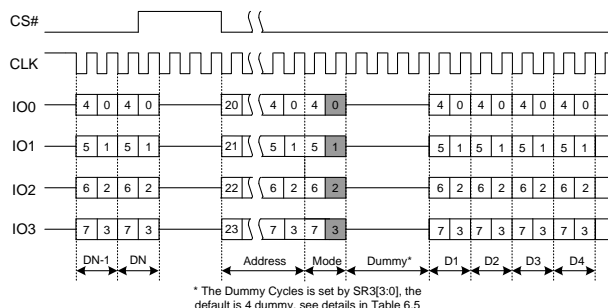 CS#
CLK
IO0 4 0 4 0 20 4 0 4 0 4 0 4 0 4 0 4 0
IO1 5 1 5 1 21 5 1 5 1 5 1 5 1 5 1 5 1
IO2 6 2 6 2 22 6 2 6 2 6 2 6 2 6 2 6 2
IO3 7 3 7 3 23 7 3 7 3 7 3 7 3 7 3 7 3
DN-1 DN Address Mode Dummy* D1 D2 D3 D4
* The Dummy Cycles is set by SR3[3:0], the
default is 4 dummy, see details in Table 6.5